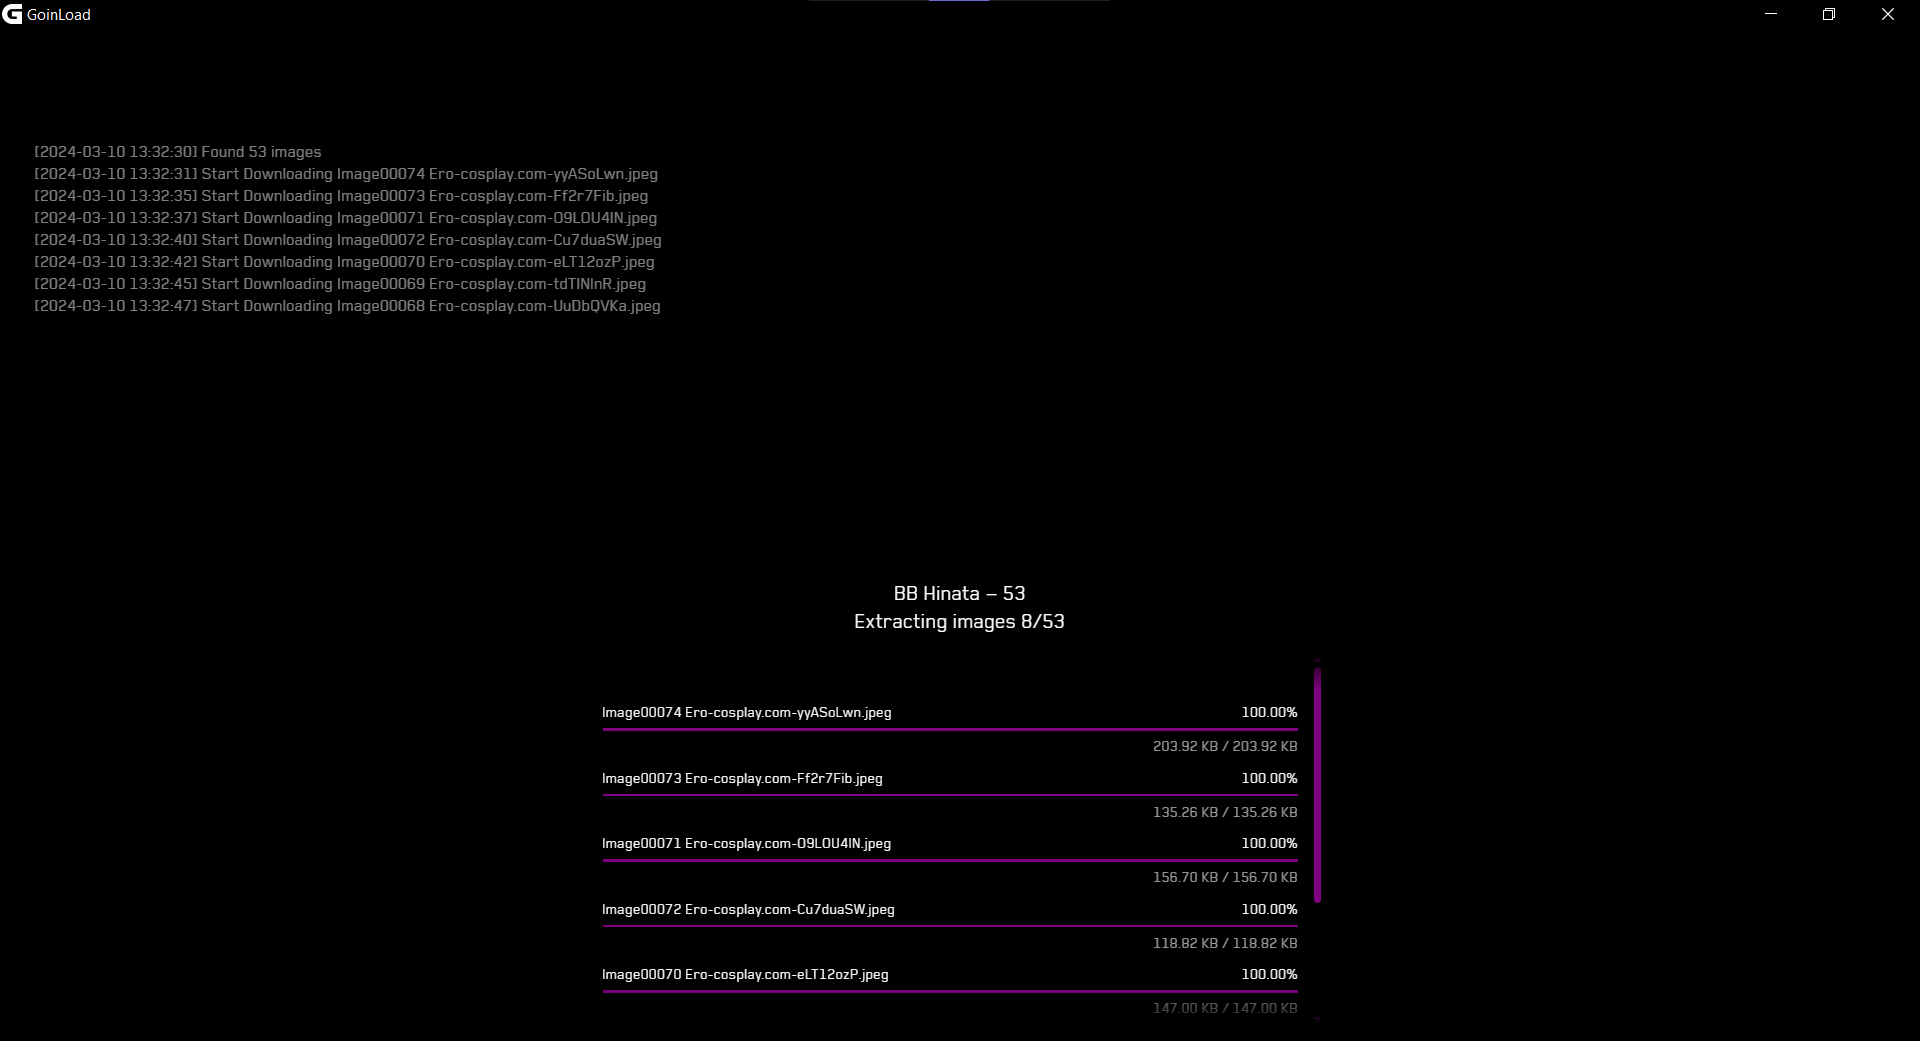 GoinLoad
[2024-03-10 13:32:30] Found 53 images
[2024-03-10 13:32:31] Start Downloading Image00074 Ero-cosplay.com-yyASoLwn.jpeg
[2024-03-10 13:32:35] Start Downloading Image00073 Ero-cosplay.com-Ff2r7Fib.jpeg
[2024-03-10 13:32:37] Start Downloading Image00071 Ero-cosplay.com-O9LOU4IN.jpeg
[2024-03-10 13:32:40] Start Downloading Image00072 Ero-cosplay.com-Cu7duaSW.jpeg
[2024-03-10 13:32:42] Start Downloading Image00070 Ero-cosplay.com-eLT12ozP.jpeg
[2024-03-10 13:32:45] Start Downloading Image00069 Ero-cosplay.com-tdTINlnR.jpeg
[2024-03-10 13:32:47] Start Downloading Image00068 Ero-cosplay.com-UuDbQVKa.jpeg
BB Hinata – 53
Extracting images 8/53
Image00074 Ero-cosplay.com-yyASoLwn.jpeg 100.00%
203.92 KB / 203.92 KB
Image00073 Ero-cosplay.com-Ff2r7Fib.jpeg 100.00%
135.26 KB / 135.26 KB
Image00071 Ero-cosplay.com-O9LOU4IN.jpeg 100.00%
156.70 KB / 156.70 KB
Image00072 Ero-cosplay.com-Cu7duaSW.jpeg 100.00%
118.82 KB / 118.82 KB
Image00070 Ero-cosplay.com-eLT12ozP.jpeg 100.00%
147.00 KB / 147.00 KB